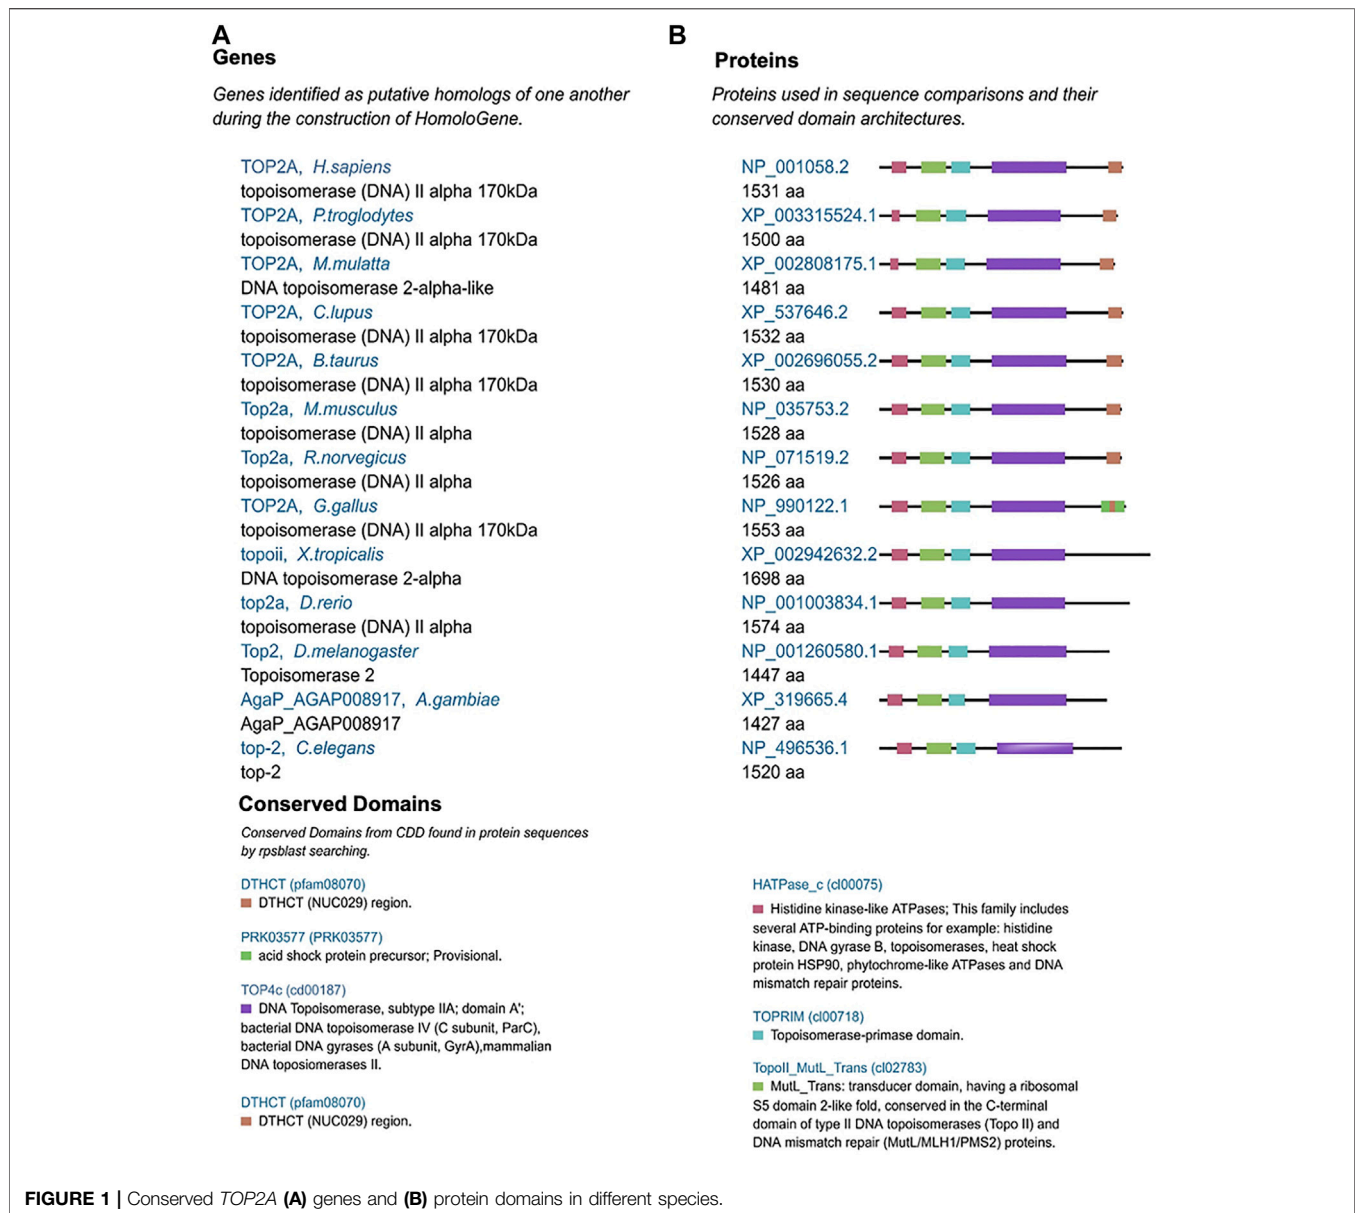 A
Genes
Genes identified as putative homologs of one another
during the construction of HomoloGene.
TOP2A, H.sapiens
topoisomerase (DNA) II alpha 170kDa
TOP2A, P.troglodytes
topoisomerase (DNA) II alpha 170kDa
TOP2A, M.mulatta
DNA topoisomerase 2-alpha-like
TOP2A, C.lupus
topoisomerase (DNA) II alpha 170kDa
TOP2A, B.taurus
topoisomerase (DNA) II alpha 170kDa
Top2a, M.musculus
topoisomerase (DNA) II alpha
Top2a, R.norvegicus
topoisomerase (DNA) II alpha
TOP2A, G.gallus
topoisomerase (DNA) II alpha 170kDa
topoii, X.tropicalis
DNA topoisomerase 2-alpha
top2a, D.rerio
topoisomerase (DNA) II alpha
Top2, D.melanogaster
Topoisomerase 2
AgaP_AGAP008917, A.gambiae
AgaP_AGAP008917
top-2, C.elegans
top-2
B
Proteins
Proteins used in sequence comparisons and their
conserved domain architectures.
NP_001058.2
1531 aa
XP_003315524.1
1500 aa
XP_002808175.1
1481 aa
XP_537646.2
1532 aa
XP_002696055.2
1530 aa
NP_035753.2
1528 aa
NP_071519.2
1526 aa
NP_990122.1
1553 aa
XP_002942632.2
1698 aa
NP_001003834.1
1574 aa
NP_001260580.1
1447 aa
XP_319665.4
1427 aa
NP_496536.1
1520 aa
Conserved Domains
Conserved Domains from CDD found in protein sequences
by rpsblast searching.
DTHCT (pfam08070)
DTHCT (NUC029) region.
PRK03577 (PRK03577)
acid shock protein precursor; Provisional.
TOP4c (cd00187)
DNA Topoisomerase, subtype IIA; domain A';
bacterial DNA topoisomerase IV (C subunit, ParC),
bacterial DNA gyrases (A subunit, GyrA),mammalian
DNA toposiomerases II.
DTHCT (pfam08070)
DTHCT (NUC029) region.
HATPase_c (cl00075)
Histidine kinase-like ATPases; This family includes
several ATP-binding proteins for example: histidine
kinase, DNA gyrase B, topoisomerases, heat shock
protein HSP90, phytochrome-like ATPases and DNA
mismatch repair proteins.
TOPRIM (cl00718)
Topoisomerase-primase domain.
TopoII_MutL_Trans (cl02783)
MutL_Trans: transducer domain, having a ribosomal
S5 domain 2-like fold, conserved in the C-terminal
domain of type II DNA topoisomerases (Topo II) and
DNA mismatch repair (MutL/MLH1/PMS2) proteins.
FIGURE 1 | Conserved TOP2A (A) genes and (B) protein domains in different species.